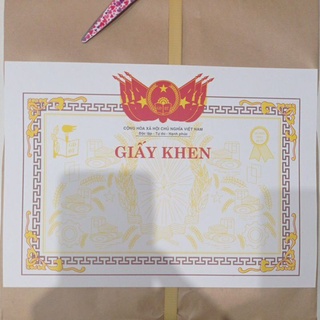 CỘNG HÒA XÃ HỘI CHỦ NGHĨA VIỆT NAM
Độc lập - Tự do - Hạnh phúc
GIẤY KHEN